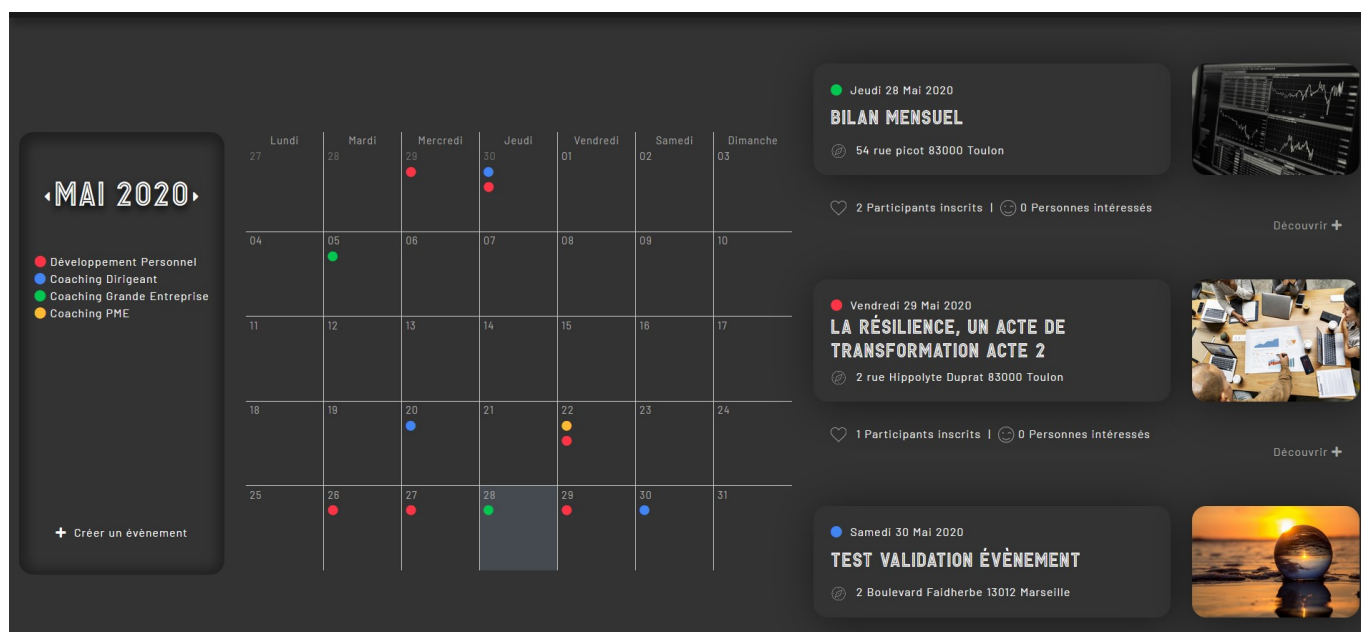 MAI 2020
Développement Personnel
Coaching Dirigeant
Coaching Grande Entreprise
Coaching PME
Créer un évènement
Lundi Mardi Mercredi Jeudi Vendredi Samedi Dimanche
27 28 29 30 01 02 03
04 05 06 07 08 09 10
11 12 13 14 15 16 17
18 19 20 21 22 23 24
25 26 27 28 29 30 31
Jeudi 28 Mai 2020
BILAN MENSUEL
54 rue picot 83000 Toulon
2 Participants inscrits | 0 Personnes intéressés
Découvrir
Vendredi 29 Mai 2020
LA RÉSILIENCE, UN ACTE DE
TRANSFORMATION ACTE 2
2 rue Hippolyte Duprat 83000 Toulon
1 Participants inscrits | 0 Personnes intéressés
Découvrir
Samedi 30 Mai 2020
TEST VALIDATION ÉVÈNEMENT
2 Boulevard Faidherbe 13012 Marseille